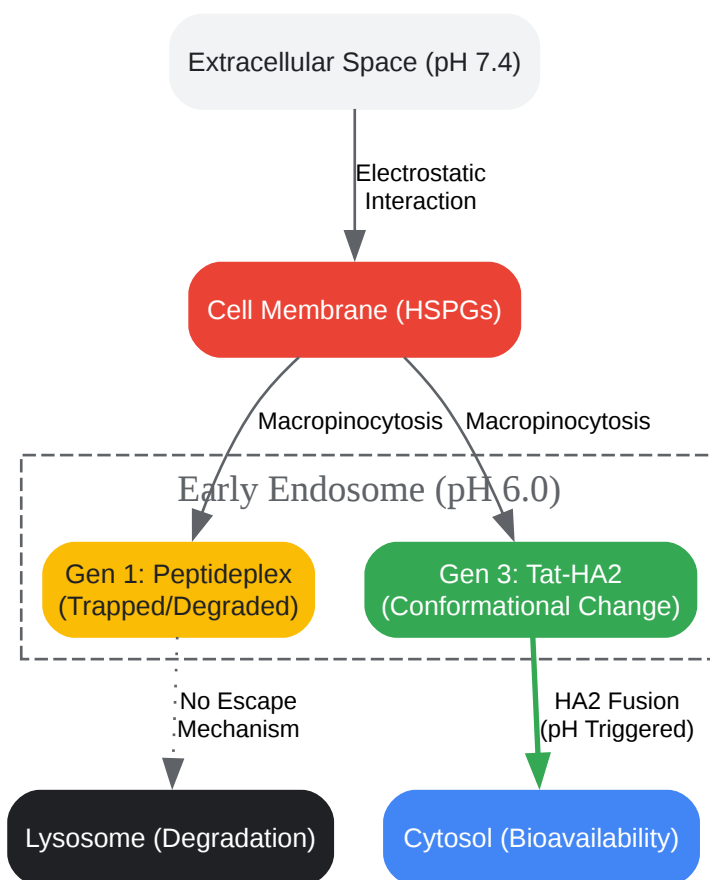 Extracellular Space (pH 7.4)
Electrostatic
Interaction
Cell Membrane (HSPGs)
Macropinocytosis
Macropinocytosis
Early Endosome (pH 6.0)
Gen 1: Peptideplex
(Trapped/Degraded)
Gen 3: Tat-HA2
(Conformational Change)
No Escape
Mechanism
HA2 Fusion
(pH Triggered)
Lysosome (Degradation)
Cytosol (Bioavailability)